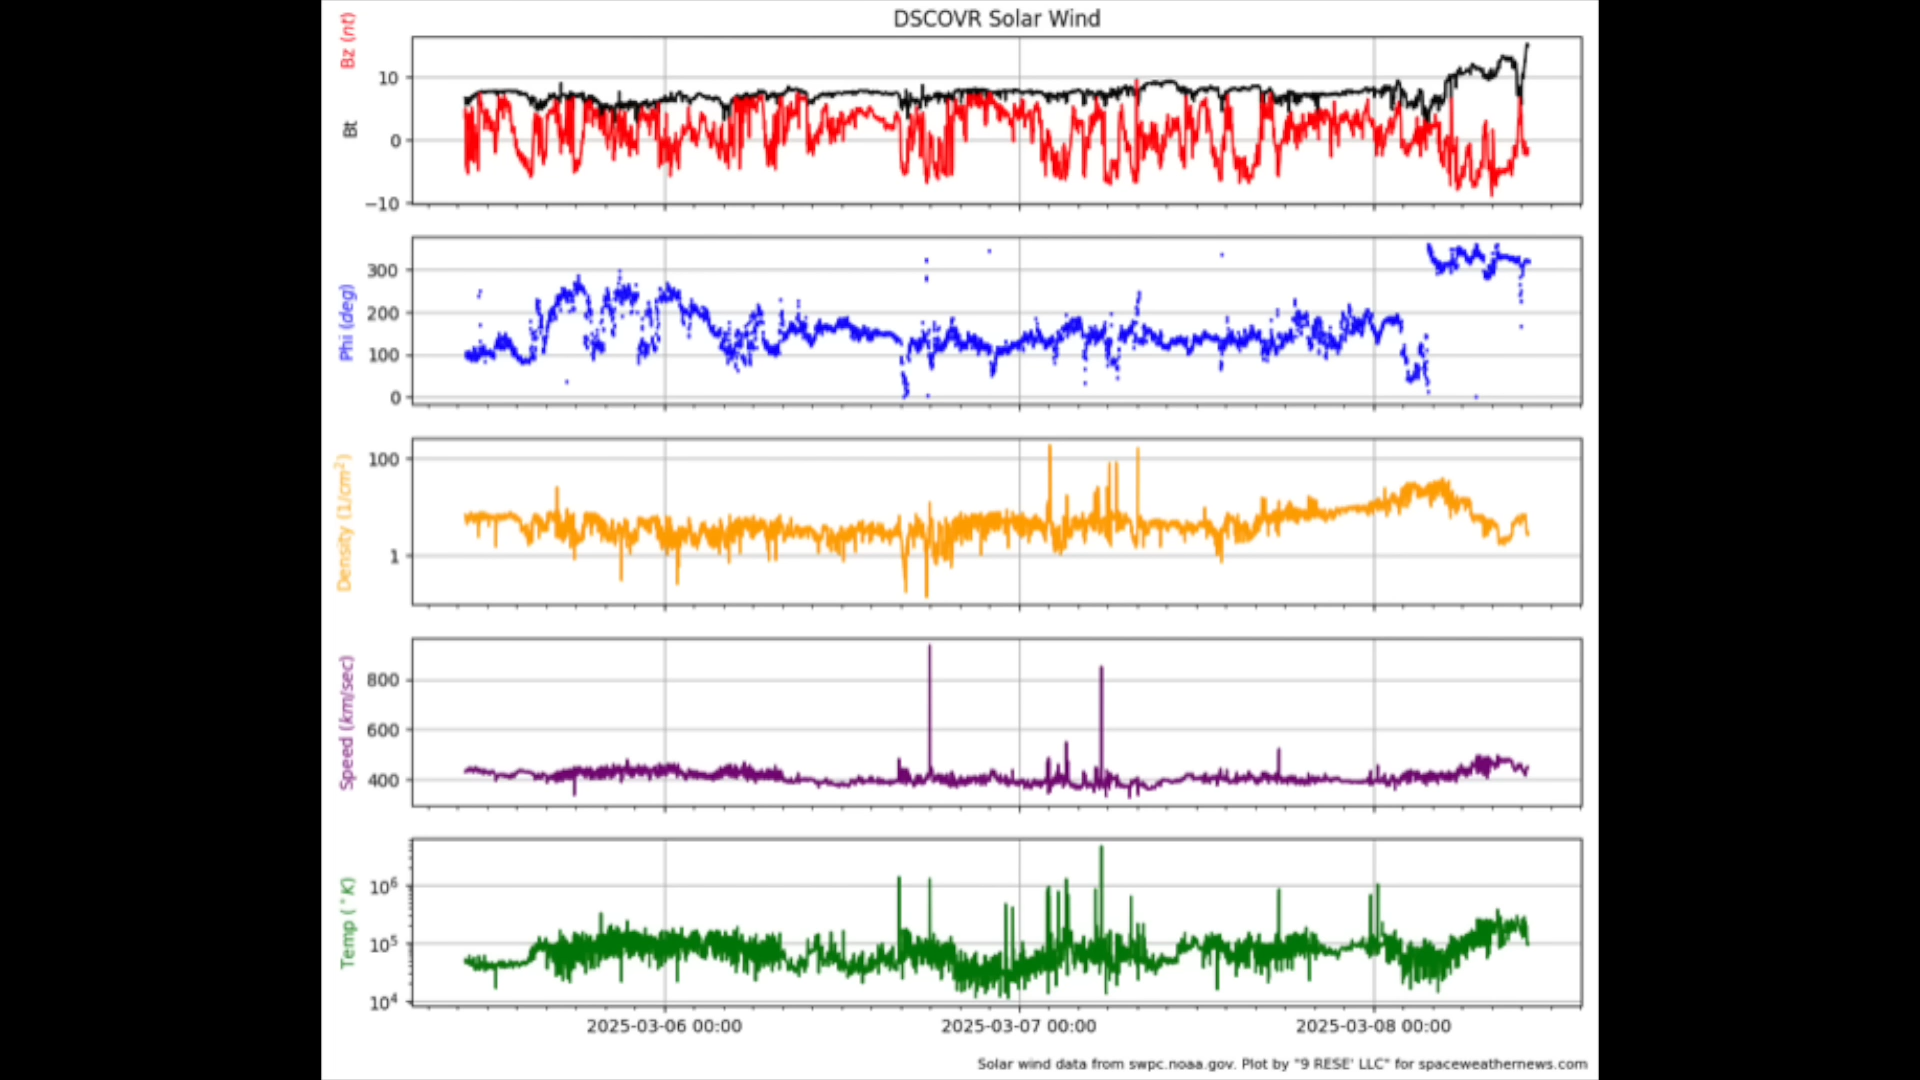 DSCOVR Solar Wind
Bz (nt)
Bt
10
0
−10
Phi (deg)
300
200
100
0
Density (1/cm²)
100
1
Speed (km/sec)
800
600
400
Temp (°K)
10⁶
10⁵
10⁴
2025-03-06 00:00
2025-03-07 00:00
2025-03-08 00:00
Solar wind data from swpc.noaa.gov. Plot by "9 RESE' LLC" for spaceweathernews.com